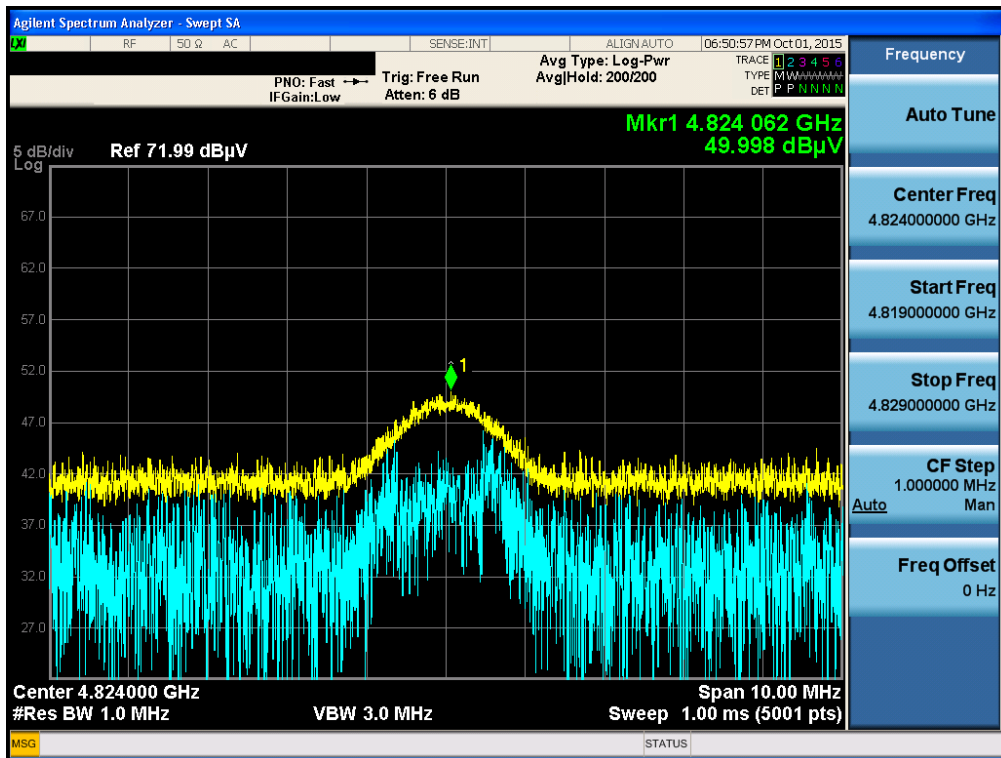 Agilent Spectrum Analyzer - Swept SA
LXI RF 50 Ω AC SENSE:INT ALIGN AUTO 06:50:57 PM Oct 01, 2015
Frequency
PNO: Fast
IFGain:Low
Trig: Free Run
Atten: 6 dB
Avg Type: Log-Pwr
Avg|Hold: 200/200
TRACE 1 2 3 4 5 6
TYPE M W
DET P P N N N N
Auto Tune
Mkr1 4.824 062 GHz
49.998 dBµV
5 dB/div Ref 71.99 dBµV
Log
67.0
62.0
57.0
52.0
47.0
42.0
37.0
32.0
27.0
1
Center Freq
4.824000000 GHz
Start Freq
4.819000000 GHz
Stop Freq
4.829000000 GHz
CF Step
1.000000 MHz
Auto Man
Freq Offset
0 Hz
Center 4.824000 GHz Span 10.00 MHz
#Res BW 1.0 MHz VBW 3.0 MHz Sweep 1.00 ms (5001 pts)
MSG STATUS